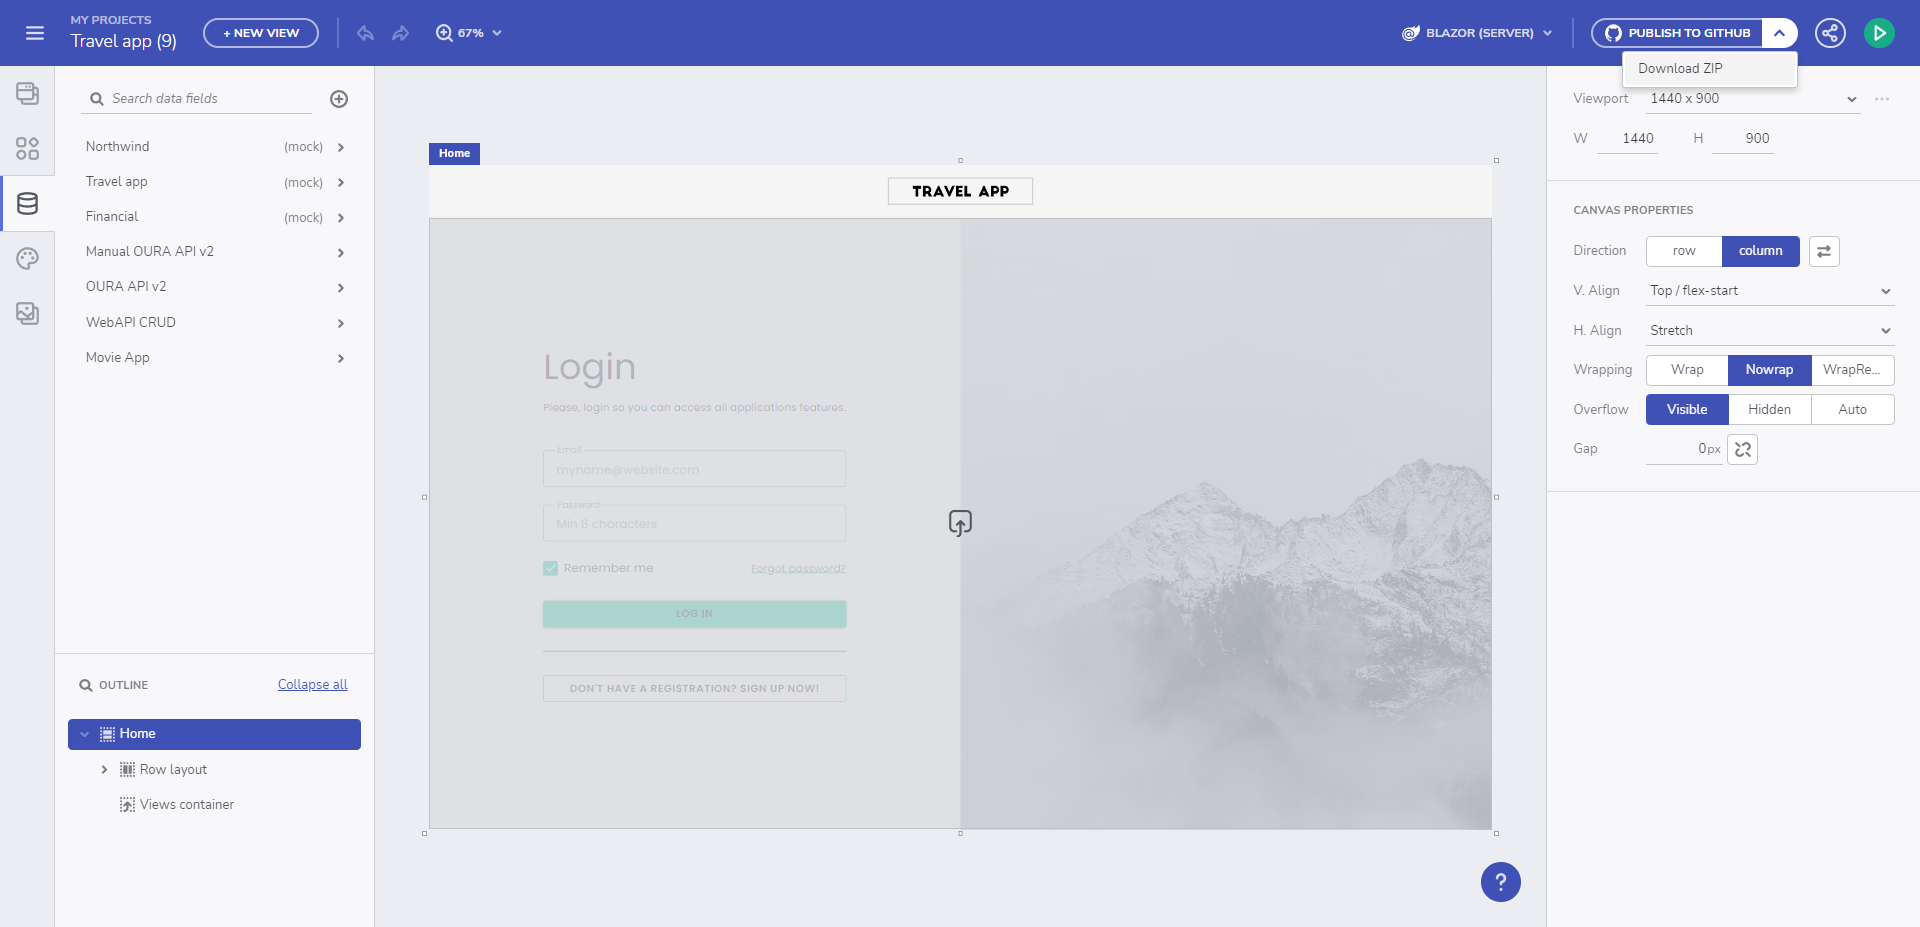 MY PROJECTS
Travel app (9)
+ NEW VIEW
67%
BLAZOR (SERVER)
PUBLISH TO GITHUB
Download ZIP
Search data fields
Northwind (mock)
Travel app (mock)
Financial (mock)
Manual OURA API v2
OURA API v2
WebAPI CRUD
Movie App
OUTLINE
Collapse all
Home
Row layout
Views container
Home
TRAVEL APP
Login
Please, login so you can access all applications features.
Email
myname@website.com
Password
Min 8 characters
Remember me
Forgot password?
LOG IN
DON'T HAVE A REGISTRATION? SIGN UP NOW!
?
Viewport 1440 x 900
W 1440 H 900
CANVAS PROPERTIES
Direction row column
V. Align Top / flex-start
H. Align Stretch
Wrapping Wrap Nowrap WrapRe...
Overflow Visible Hidden Auto
Gap 0 px